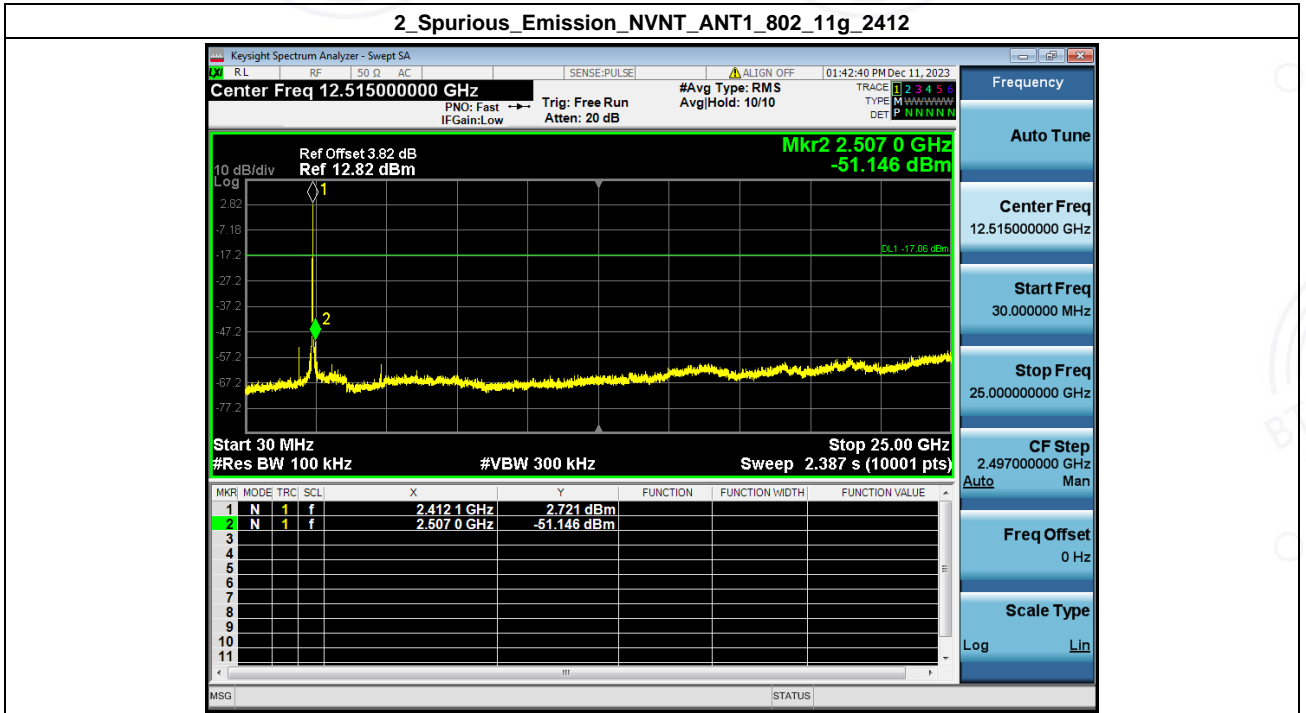 2_Spurious_Emission_NVNT_ANT1_802_11g_2412
Keysight Spectrum Analyzer - Swept SA
LXI RL RF 50 Ω AC SENSE:PULSE ALIGN OFF 01:42:40 PM Dec 11, 2023
Center Freq 12.515000000 GHz
PNO: Fast
IFGain:Low
Trig: Free Run
Atten: 20 dB
#Avg Type: RMS
Avg|Hold: 10/10
TRACE 1 2 3 4 5 6
TYPE M WWWWW
DET P N N N N N
Mkr2 2.507 0 GHz
-51.146 dBm
Ref Offset 3.82 dB
10 dB/div Ref 12.82 dBm
Log
1
2.82
-7.18
-17.2
DL1 -17.06 dBm
-27.2
-37.2
2
-47.2
-57.2
-67.2
-77.2
Start 30 MHz Stop 25.00 GHz
#Res BW 100 kHz #VBW 300 kHz Sweep 2.387 s (10001 pts)
MKR MODE TRC SCL X Y FUNCTION FUNCTION WIDTH FUNCTION VALUE
1 N 1 f 2.412 1 GHz 2.721 dBm
2 N 1 f 2.507 0 GHz -51.146 dBm
3
4
5
6
7
8
9
10
11
MSG STATUS
Frequency
Auto Tune
Center Freq
12.515000000 GHz
Start Freq
30.000000 MHz
Stop Freq
25.000000000 GHz
CF Step
2.497000000 GHz
Auto Man
Freq Offset
0 Hz
Scale Type
Log Lin